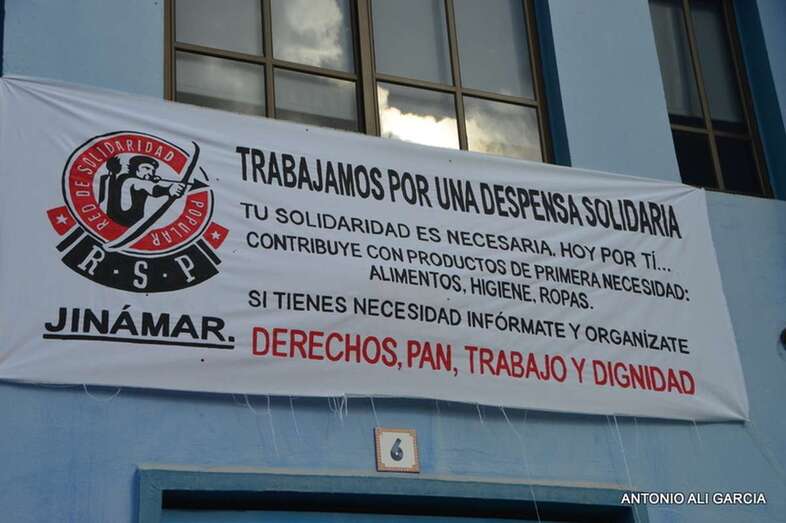 RED DE SOLIDARIDAD POPULAR
R·S·P
JINÁMAR.
TRABAJAMOS POR UNA DESPENSA SOLIDARIA
TU SOLIDARIDAD ES NECESARIA. HOY POR TÍ...
CONTRIBUYE CON PRODUCTOS DE PRIMERA NECESIDAD:
ALIMENTOS, HIGIENE, ROPAS.
SI TIENES NECESIDAD INFÓRMATE Y ORGANÍZATE
DERECHOS, PAN, TRABAJO Y DIGNIDAD
6
ANTONIO ALI GARCIA